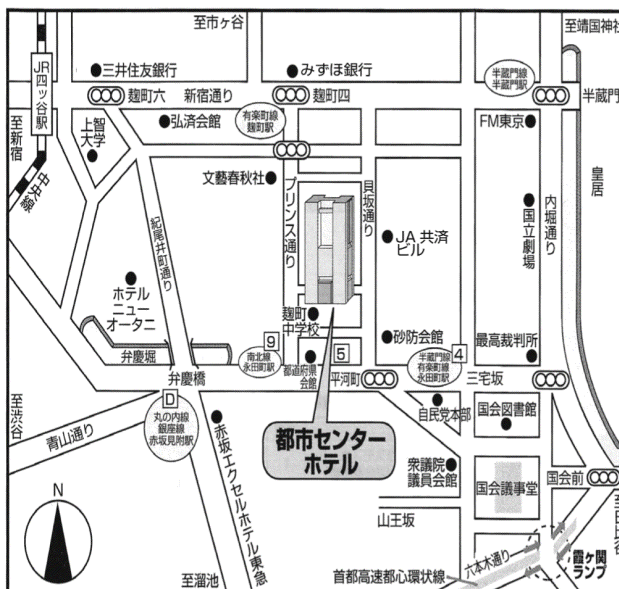 至市ヶ谷
至靖国神社
JR四ッ谷駅
三井住友銀行
みずほ銀行
半蔵門線
半蔵門駅
麹町六
新宿通り
麹町四
半蔵門
至新宿
上智
大学
弘済会館
有楽町線
麹町駅
FM東京
中央線
皇居
文藝春秋社
プリンス通り
貝坂通り
内堀通り
国立劇場
紀尾井町通り
JA共済
ビル
ホテル
ニュー
オータニ
麹町
中学校
砂防会館
最高裁判所
弁慶堀
9
南北線
永田町駅
都道府県
会館
5
半蔵門線
有楽町線
永田町駅
4
弁慶橋
平河町
三宅坂
至渋谷
D
丸の内線
銀座線
赤坂見附駅
青山通り
自民党本部
国会図書館
赤坂エクセルホテル東急
都市センター
ホテル
衆議院
議員会館
国会議事堂
国会前
N
山王坂
至日比谷
六本木通り
霞ヶ関
ランプ
至溜池
首都高速都心環状線